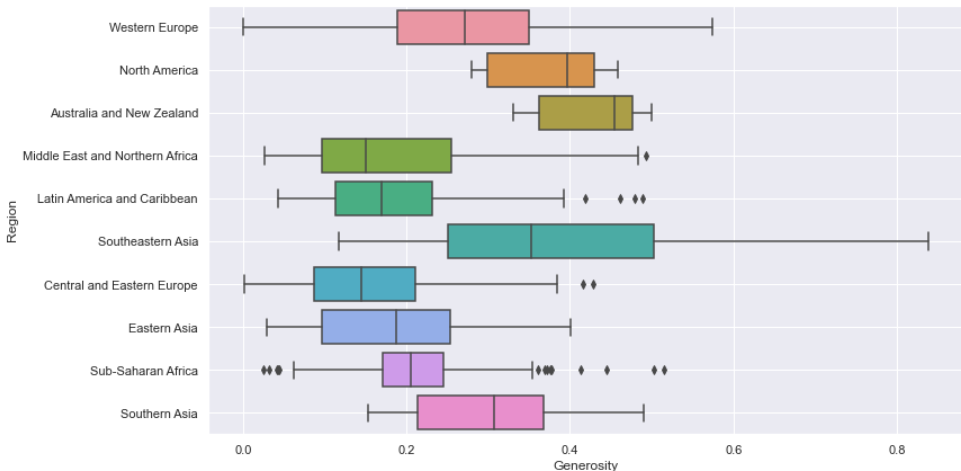 Western Europe
North America
Australia and New Zealand
Middle East and Northern Africa
Latin America and Caribbean
Southeastern Asia
Central and Eastern Europe
Eastern Asia
Sub-Saharan Africa
Southern Asia
Region
0.0 0.2 0.4 0.6 0.8
Generosity